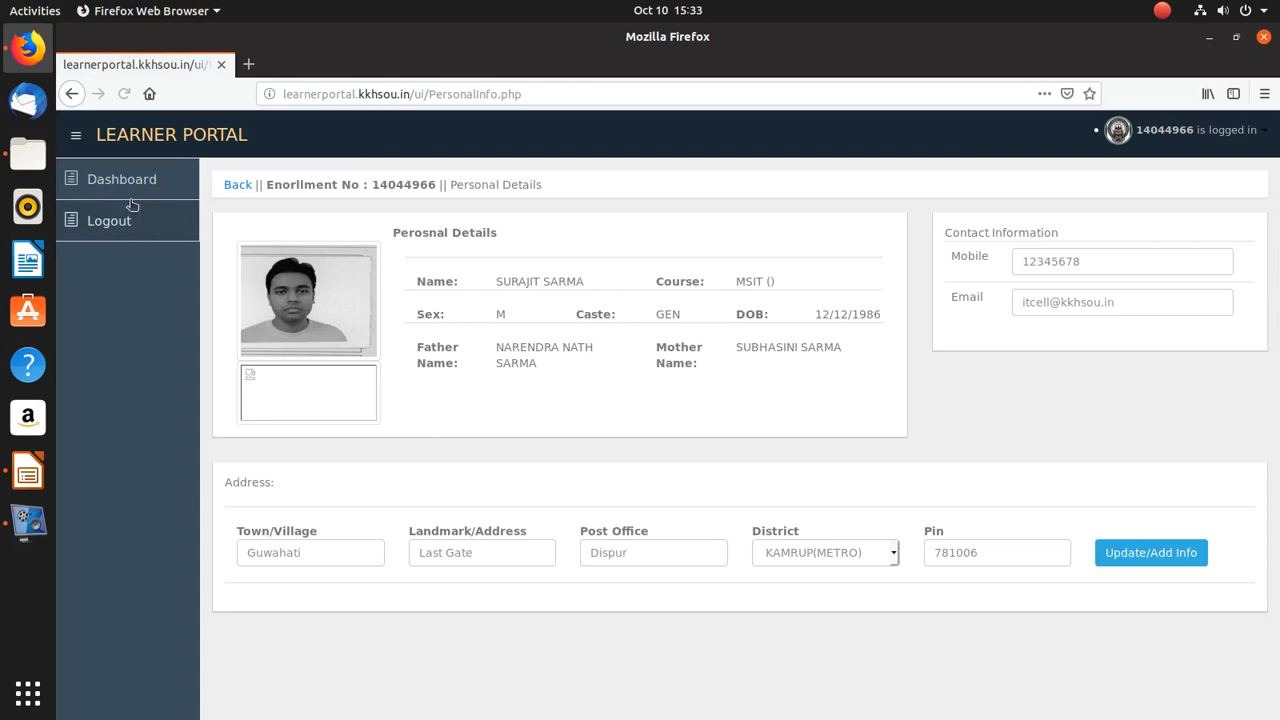 Activities Firefox Web Browser Oct 10 15:33
Mozilla Firefox
learnerportal.kkhsou.in/ui/
learnerportal.kkhsou.in/ui/PersonalInfo.php
LEARNER PORTAL 14044966 is logged in
Dashboard
Logout
Back || Enorllment No : 14044966 || Personal Details
Perosnal Details
Name: SURAJIT SARMA Course: MSIT ()
Sex: M Caste: GEN DOB: 12/12/1986
Father NARENDRA NATH Mother SUBHASINI SARMA
Name: SARMA Name:
Contact Information
Mobile 12345678
Email itcell@kkhsou.in
Address:
Town/Village Landmark/Address Post Office District Pin
Guwahati Last Gate Dispur KAMRUP(METRO) 781006 Update/Add Info